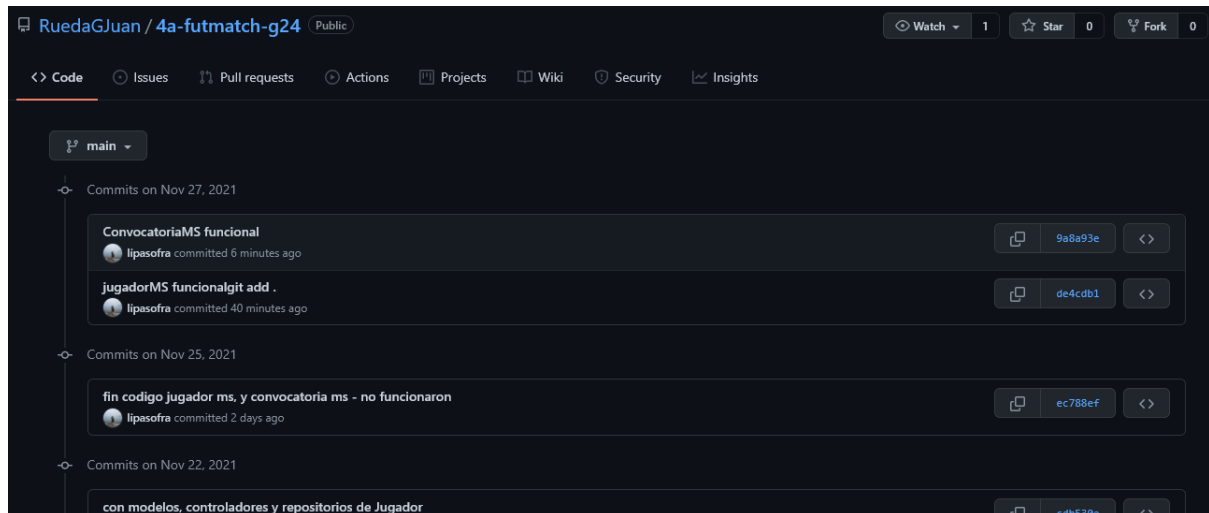 RuedaGJuan / 4a-futmatch-g24 Public Watch 1 Star 0 Fork 0
Code Issues Pull requests Actions Projects Wiki Security Insights
main
Commits on Nov 27, 2021
ConvocatoriaMS funcional
9a8a93e
lipasofra committed 6 minutes ago
jugadorMS funcionalgit add .
de4cdb1
lipasofra committed 40 minutes ago
Commits on Nov 25, 2021
fin codigo jugador ms, y convocatoria ms - no funcionaron
ec788ef
lipasofra committed 2 days ago
Commits on Nov 22, 2021
con modelos, controladores y repositorios de Jugador